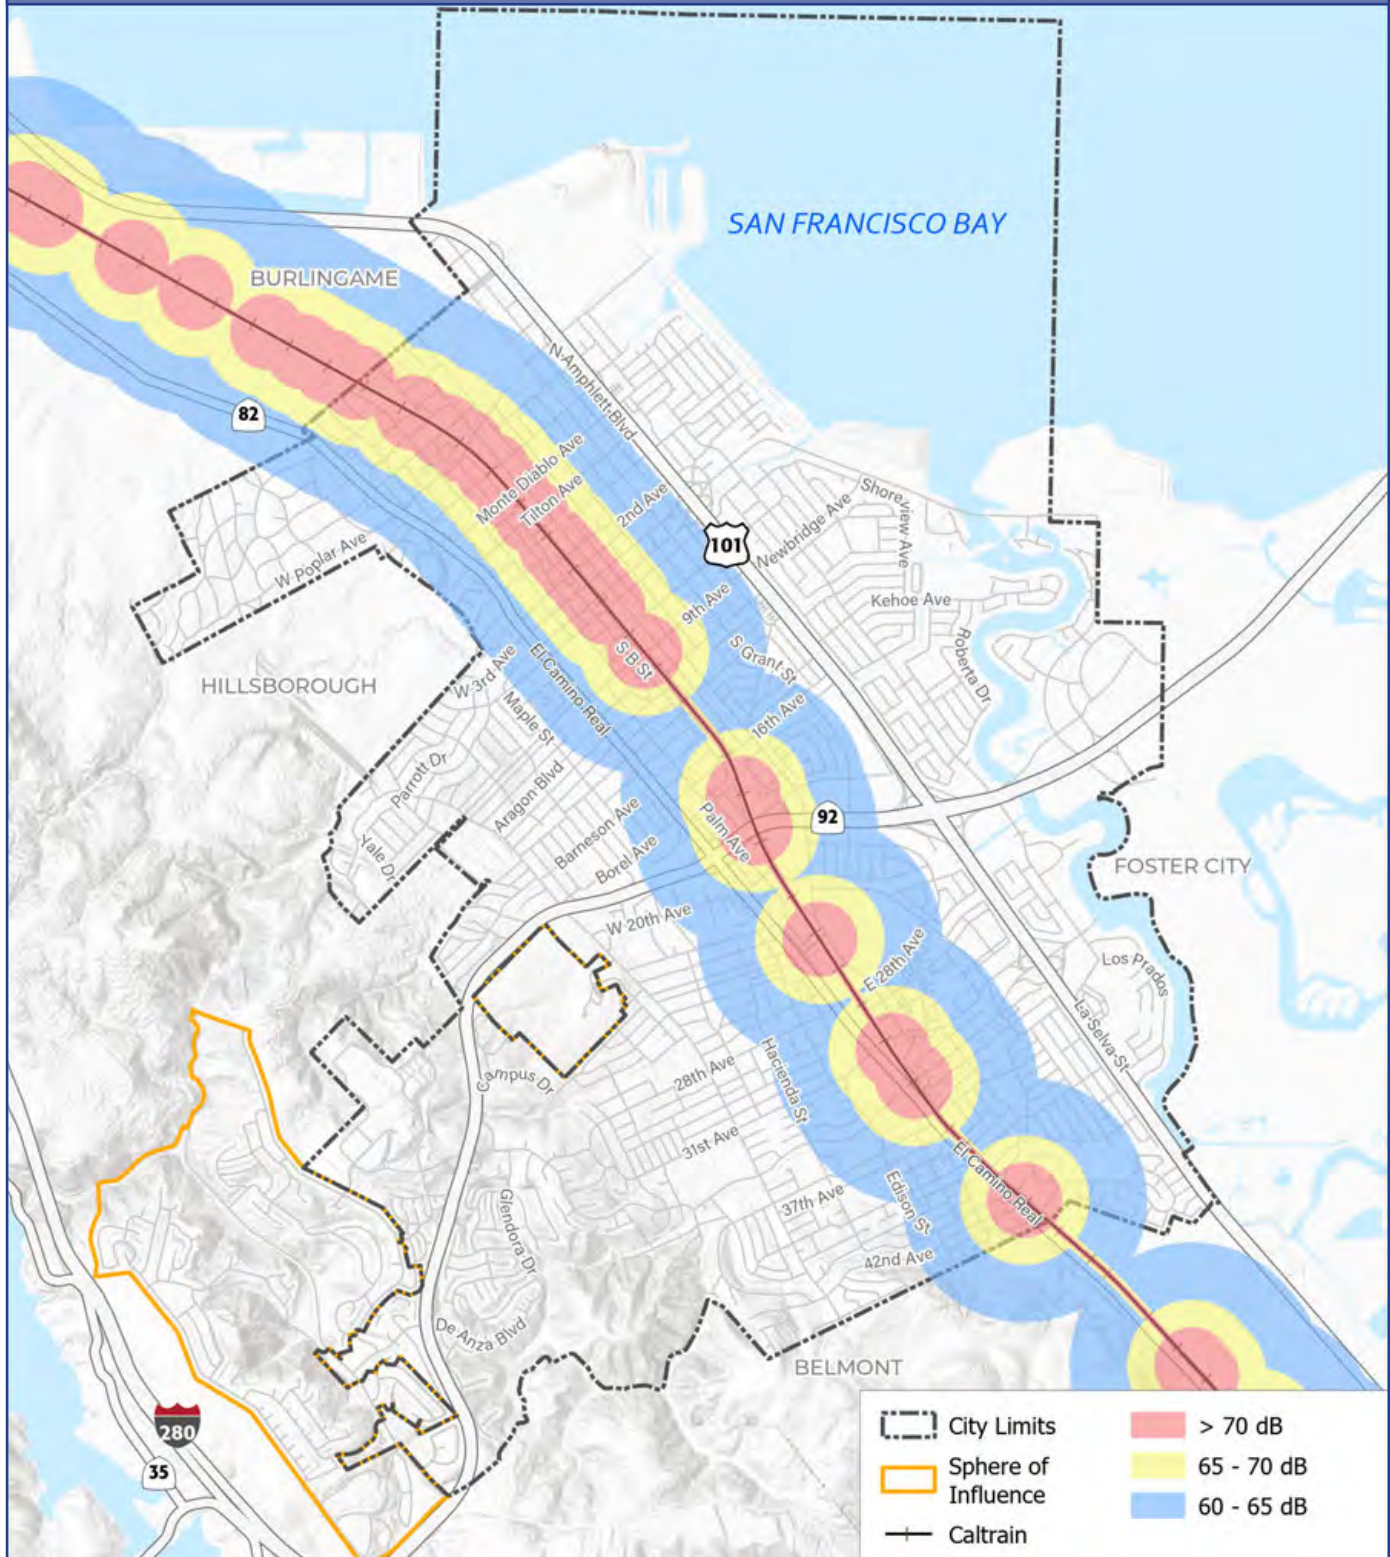 SAN FRANCISCO BAY
BURLINGAME
N Amphlett Blvd
82
Monte Diablo Ave
Tilton Ave
2nd Ave
Shoreview Ave
101
Newbridge Ave
W Poplar Ave
9th Ave
Kehoe Ave
S Grant St
Roberta Dr
HILLSBOROUGH
W 3rd Ave
El Camino Real
S B St
Maple St
16th Ave
Parrott Dr
Aragon Blvd
Palm Ave
92
Barneson Ave
Yale Dr
Borel Ave
FOSTER CITY
W 20th Ave
E 28th Ave
Los Prados
La Selva St
Campus Dr
28th Ave
Hacienda St
31st Ave
El Camino Real
37th Ave
Edison St
Glendora Dr
42nd Ave
De Anza Blvd
BELMONT
280
35
City Limits
Sphere of
Influence
Caltrain
> 70 dB
65 - 70 dB
60 - 65 dB